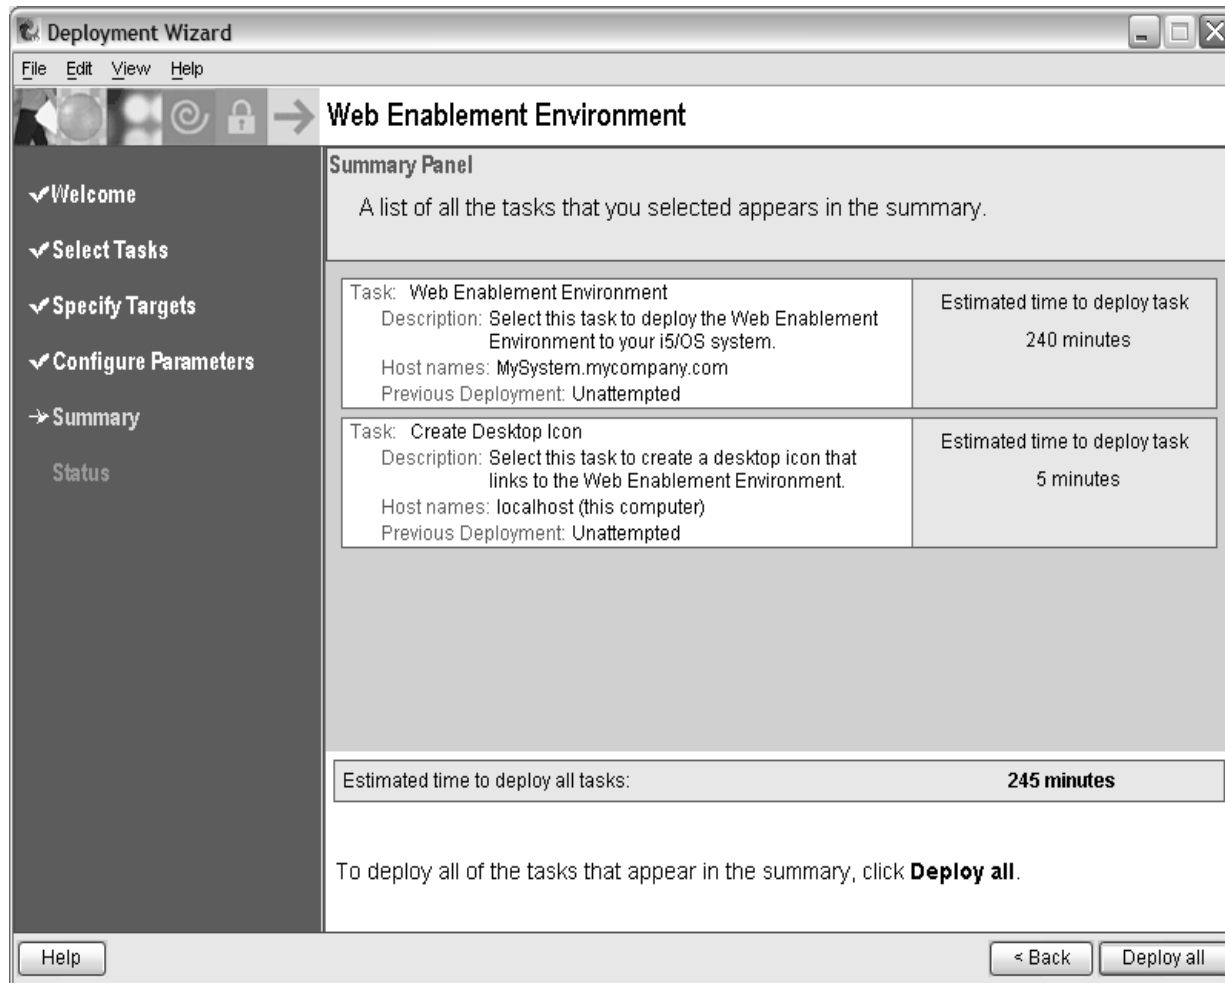 Deployment Wizard
File Edit View Help
Web Enablement Environment
Welcome
Select Tasks
Specify Targets
Configure Parameters
Summary
Status
Summary Panel
A list of all the tasks that you selected appears in the summary.
Task: Web Enablement Environment
Description: Select this task to deploy the Web Enablement
Environment to your i5/OS system.
Host names: MySystem.mycompany.com
Previous Deployment: Unattempted
Estimated time to deploy task
240 minutes
Task: Create Desktop Icon
Description: Select this task to create a desktop icon that
links to the Web Enablement Environment.
Host names: localhost (this computer)
Previous Deployment: Unattempted
Estimated time to deploy task
5 minutes
Estimated time to deploy all tasks: 245 minutes
To deploy all of the tasks that appear in the summary, click Deploy all.
Help < Back Deploy all